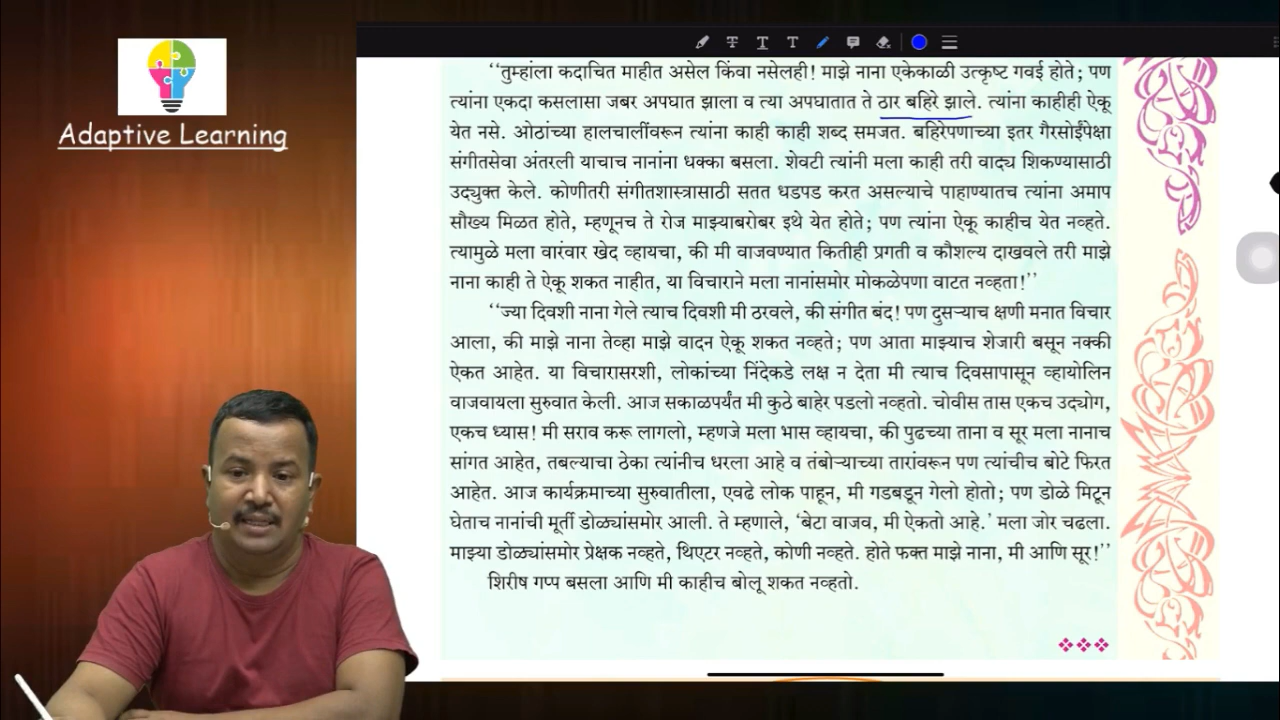 Adaptive Learning
‘‘तुम्हांला कदाचित माहीत असेल किंवा नसेलही! माझे नाना एकेकाळी उत्कृष्ट गवई होते; पण
त्यांना एकदा कसलासा जबर अपघात झाला व त्या अपघातात ते ठार बहिरे झाले. त्यांना काहीही ऐकू
येत नसे. ओठांच्या हालचालींवरून त्यांना काही काही शब्द समजत. बहिरेपणाच्या इतर गैरसोईंपेक्षा
संगीतसेवा अंतरली याचाच नानांना धक्का बसला. शेवटी त्यांनी मला काही तरी वाद्य शिकण्यासाठी
उद्युक्त केले. कोणीतरी संगीतशास्त्रासाठी सतत धडपड करत असल्याचे पाहाण्यातच त्यांना अमाप
सौख्य मिळत होते, म्हणूनच ते रोज माझ्याबरोबर इथे येत होते; पण त्यांना ऐकू काहीच येत नव्हते.
त्यामुळे मला वारंवार खेद व्हायचा, की मी वाजवण्यात कितीही प्रगती व कौशल्य दाखवले तरी माझे
नाना काही ते ऐकू शकत नाहीत, या विचाराने मला नानांसमोर मोकळेपणा वाटत नव्हता!’’
‘‘ज्या दिवशी नाना गेले त्याच दिवशी मी ठरवले, की संगीत बंद! पण दुसऱ्याच क्षणी मनात विचार
आला, की माझे नाना तेव्हा माझे वादन ऐकू शकत नव्हते; पण आता माझ्याच शेजारी बसून नक्की
ऐकत आहेत. या विचारासरशी, लोकांच्या निंदेकडे लक्ष न देता मी त्याच दिवसापासून व्हायोलिन
वाजवायला सुरुवात केली. आज सकाळपर्यंत मी कुठे बाहेर पडलो नव्हतो. चोवीस तास एकच उद्योग,
एकच ध्यास! मी सराव करू लागलो, म्हणजे मला भास व्हायचा, की पुढच्या ताना व सूर मला नानाच
सांगत आहेत, तबल्याचा ठेका त्यांनीच धरला आहे व तंबोऱ्याच्या तारांवरून पण त्यांचीच बोटे फिरत
आहेत. आज कार्यक्रमाच्या सुरुवातीला, एवढे लोक पाहून, मी गडबडून गेलो होतो; पण डोळे मिटून
घेताच नानांची मूर्ती डोळ्यांसमोर आली. ते म्हणाले, ‘बेटा वाजव, मी ऐकतो आहे.’ मला जोर चढला.
माझ्या डोळ्यांसमोर प्रेक्षक नव्हते, थिएटर नव्हते, कोणी नव्हते. होते फक्त माझे नाना, मी आणि सूर!’’
शिरीष गप्प बसला आणि मी काहीच बोलू शकत नव्हतो.